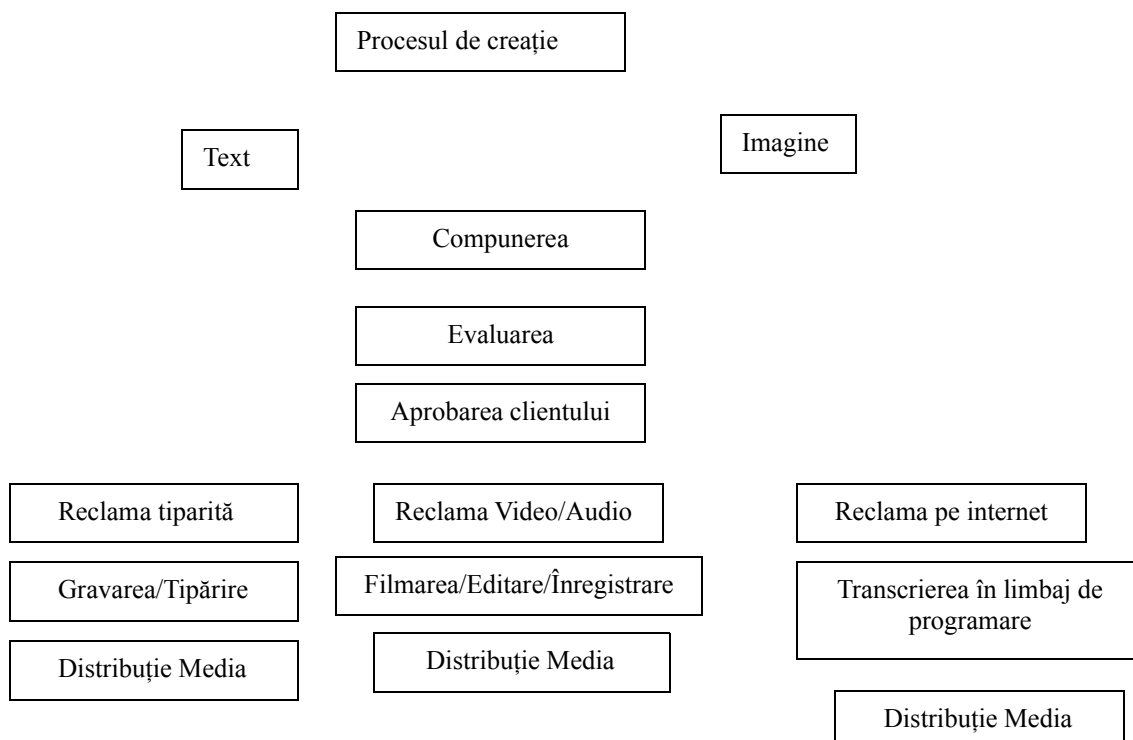 Procesul de creație
Text
Imagine
Compunerea
Evaluarea
Aprobarea clientului
Reclama tiparită
Reclama Video/Audio
Reclama pe internet
Gravarea/Tipărire
Filmarea/Editare/Înregistrare
Transcrierea în limbaj de
programare
Distribuție Media
Distribuție Media
Distribuție Media